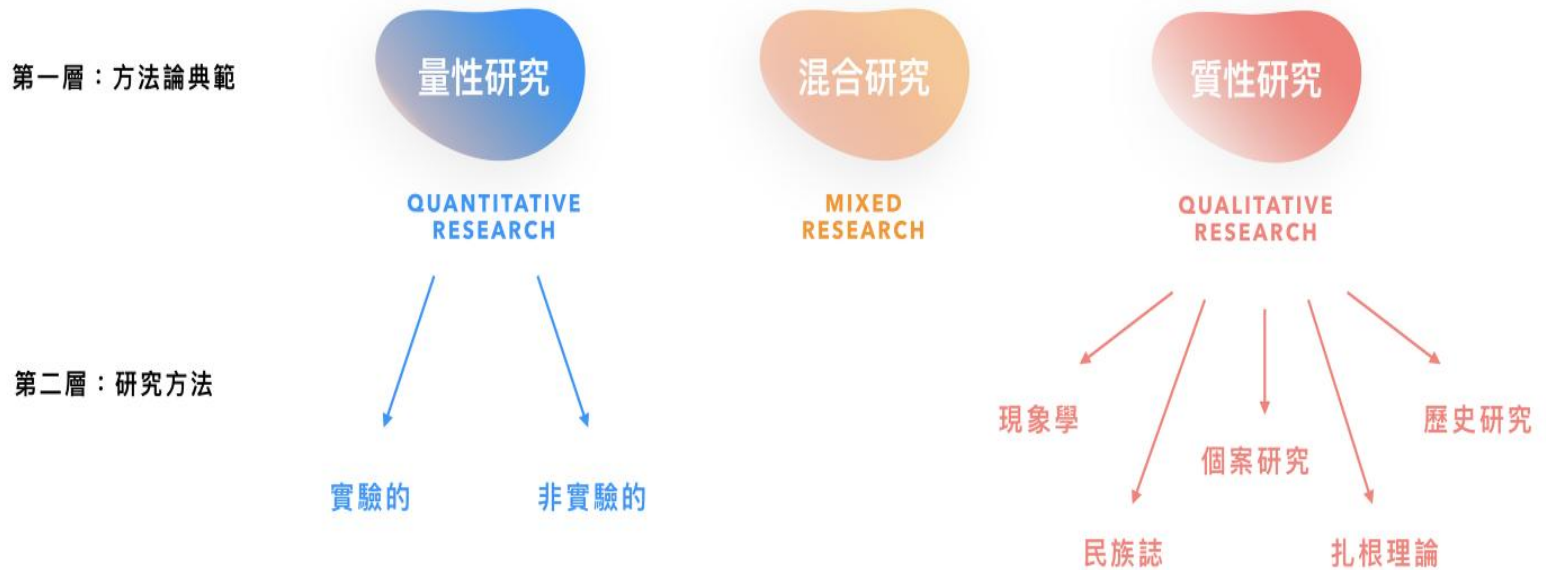 第一層：方法論典範
量性研究
混合研究
質性研究
QUANTITATIVE
RESEARCH
MIXED
RESEARCH
QUALITATIVE
RESEARCH
第二層：研究方法
實驗的
非實驗的
現象學
民族誌
個案研究
扎根理論
歷史研究